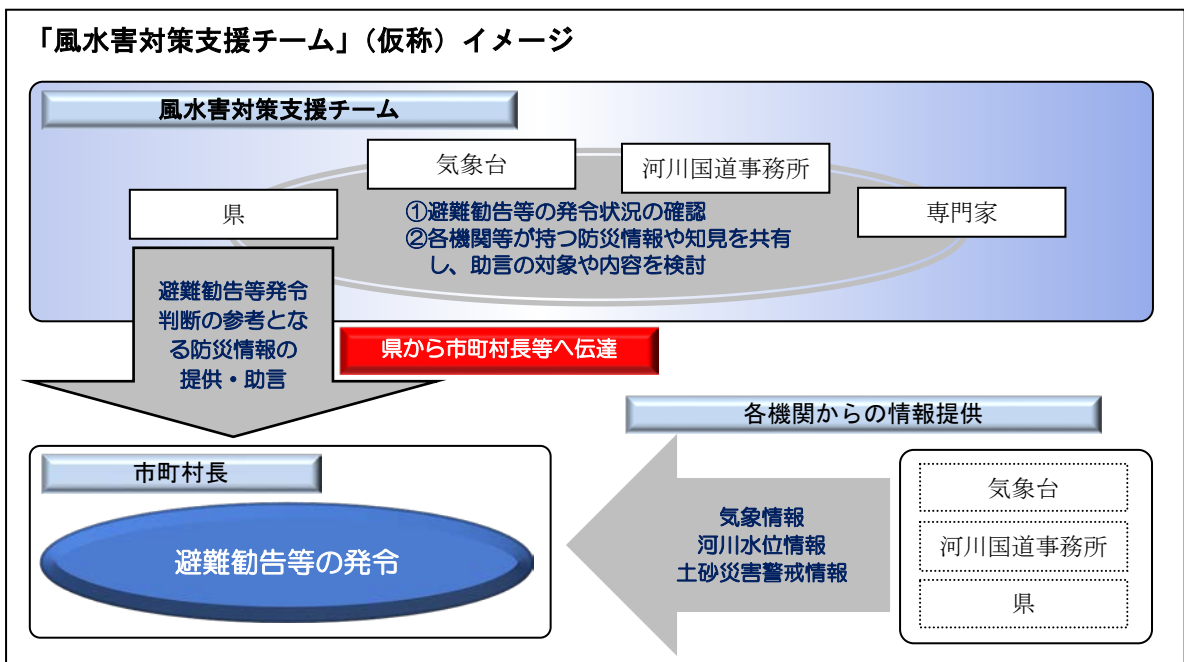 「風水害対策支援チーム」（仮称）イメージ
風水害対策支援チーム
気象台
河川国道事務所
県
専門家
①避難勧告等の発令状況の確認
②各機関等が持つ防災情報や知見を共有
し、助言の対象や内容を検討
避難勧告等発令
判断の参考とな
る防災情報の
提供・助言
県から市町村長等へ伝達
各機関からの情報提供
市町村長
避難勧告等の発令
気象情報
河川水位情報
土砂災害警戒情報
気象台
河川国道事務所
県